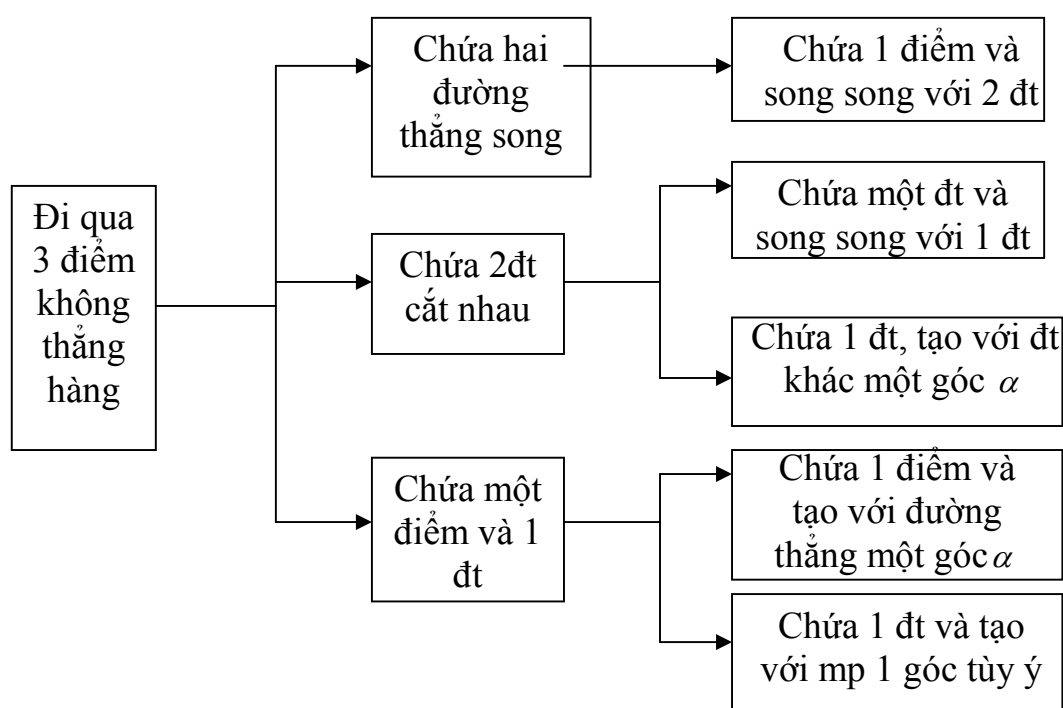 Đi qua
3 điểm
không
thẳng
hàng
Chứa hai
đường
thẳng song
Chứa 2đt
cắt nhau
Chứa một
điểm và 1
đt
Chứa 1 điểm và
song song với 2 đt
Chứa một đt và
song song với 1 đt
Chứa 1 đt, tạo với đt
khác một góc α
Chứa 1 điểm và
tạo với đường
thẳng một góc α
Chứa 1 đt và tạo
với mp 1 góc tùy ý